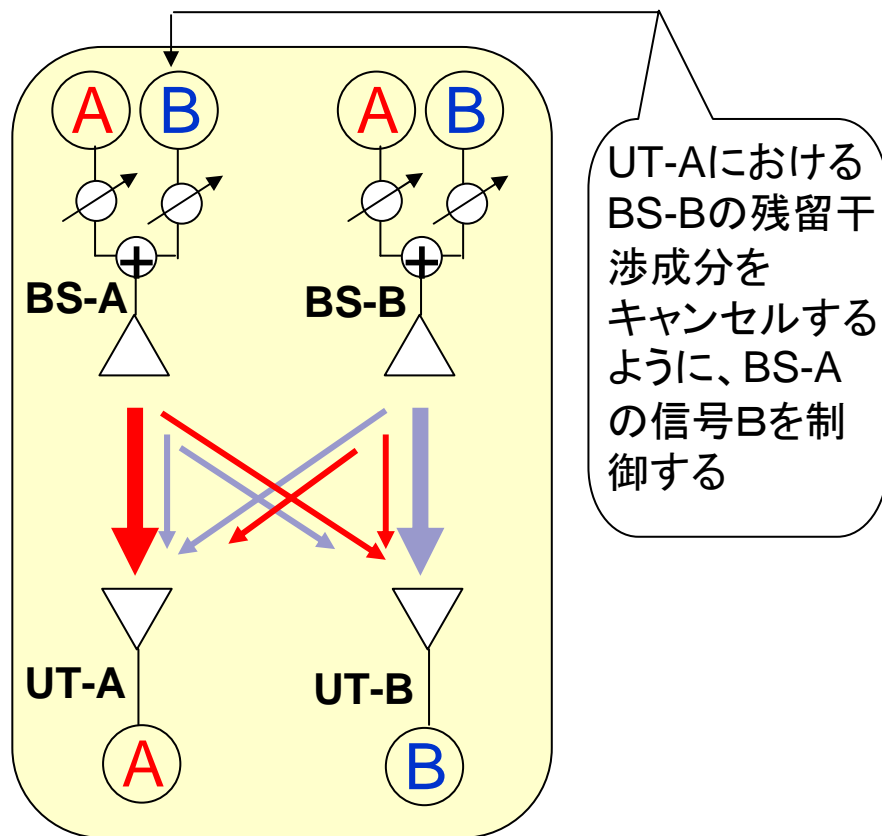 A B A B
BS-A BS-B
UT-A UT-B
A B
UT-Aにおける
BS-Bの残留干
渉成分を
キャンセルする
ように、BS-A
の信号Bを制
御する